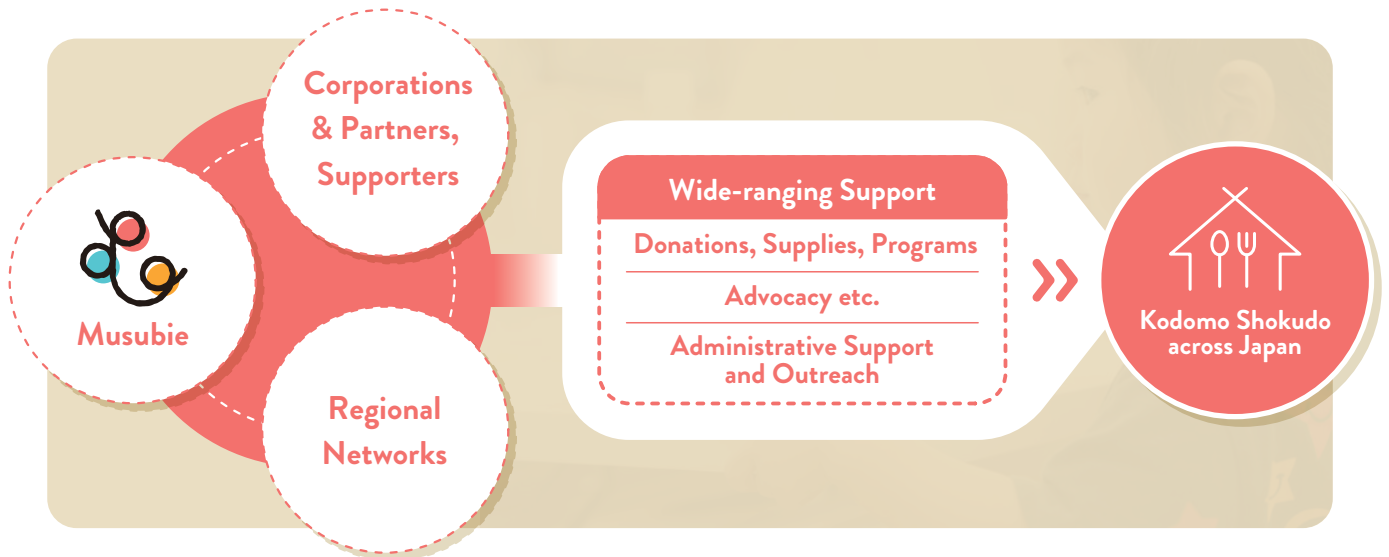 Corporations
& Partners,
Supporters
Musubie
Regional
Networks
Wide-ranging Support
Donations, Supplies, Programs
Advocacy etc.
Administrative Support
and Outreach
Kodomo Shokudo
across Japan